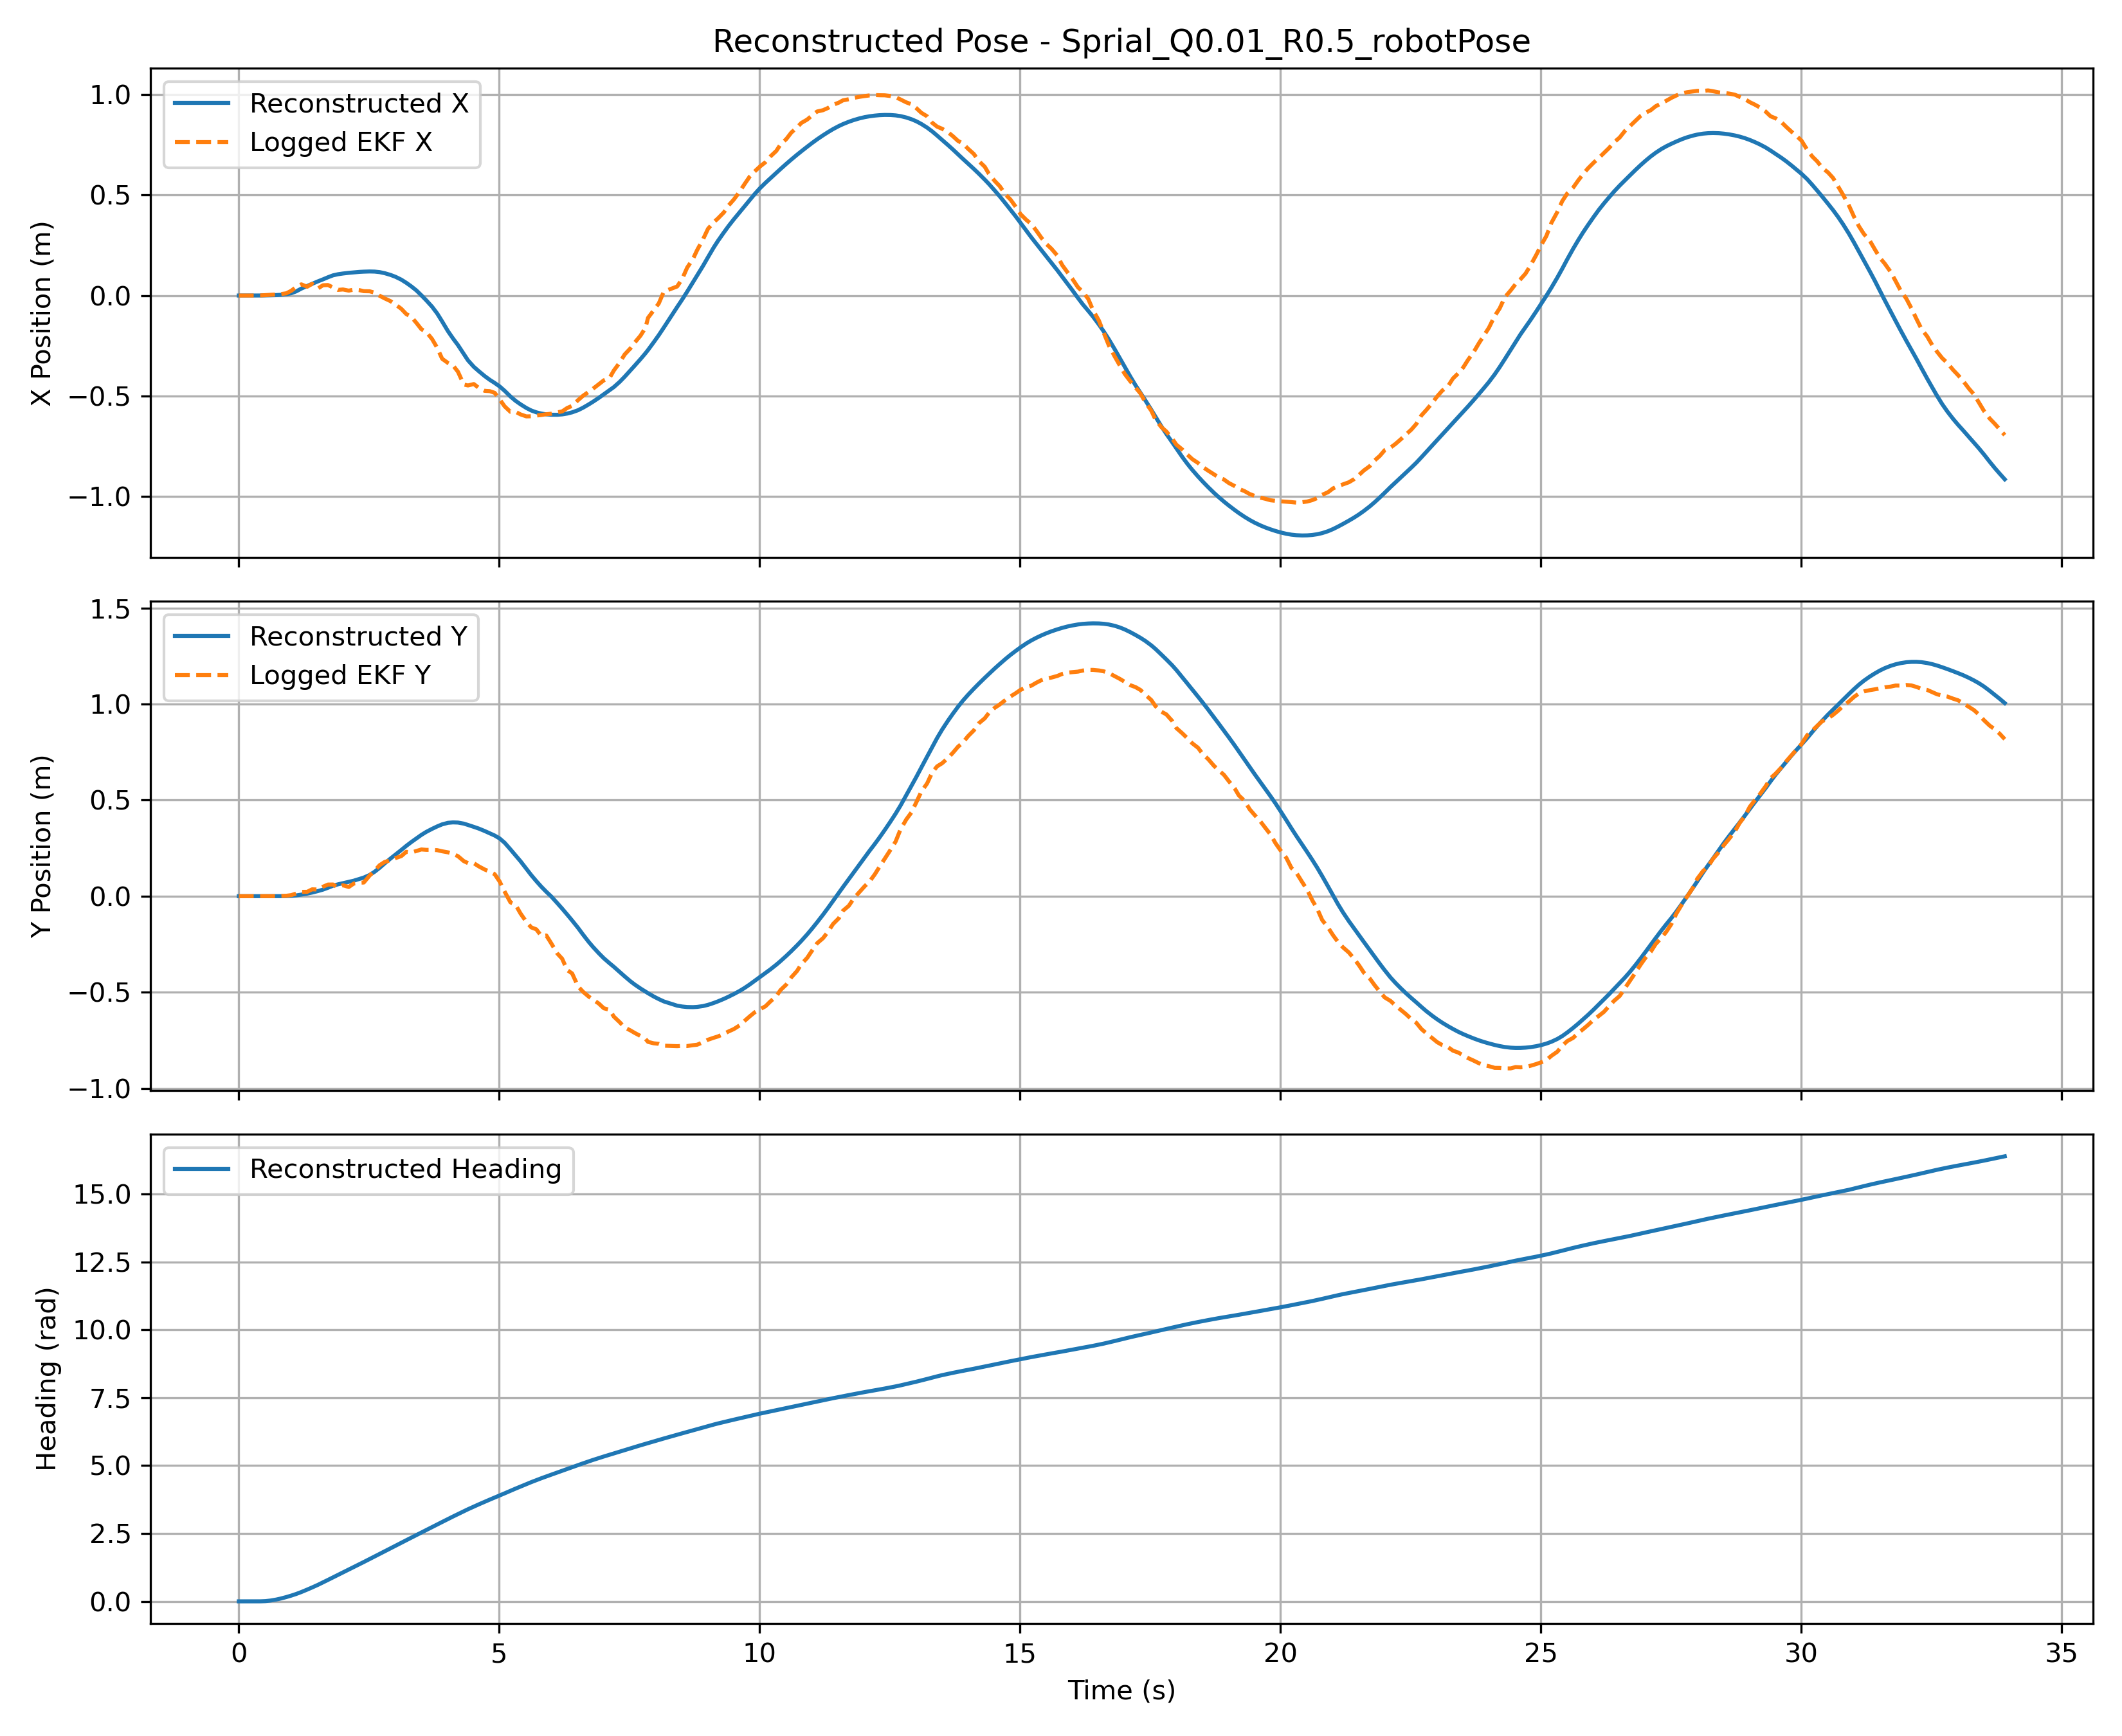 Reconstructed Pose - Sprial_Q0.01_R0.5_robotPose
Reconstructed X
Logged EKF X
X Position (m)
1.0
0.5
0.0
−0.5
−1.0
Reconstructed Y
Logged EKF Y
Y Position (m)
1.5
1.0
0.5
0.0
−0.5
−1.0
Reconstructed Heading
Heading (rad)
15.0
12.5
10.0
7.5
5.0
2.5
0.0
0 5 10 15 20 25 30 35
Time (s)